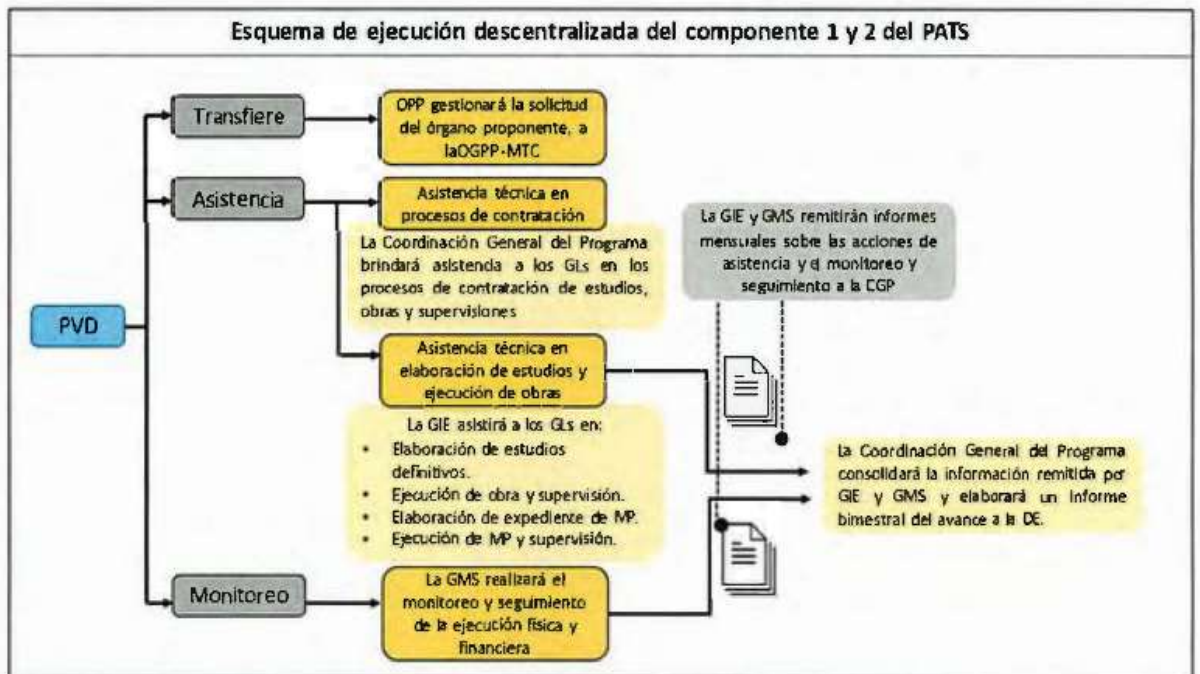 Esquema de ejecución descentralizada del componente 1 y 2 del PATS
PVD
Transfiere
OPP gestionará la solicitud
del órgano proponente, a
laOGPP-MTC
Asistencia
Asistencia técnica en
procesos de contratación
La Coordinación General del Programa
brindará asistencia a los GLs en los
procesos de contratación de estudios,
obras y supervisiones
Asistencia técnica en
elaboración de estudios y
ejecución de obras
La GIE asistirá a los GLs en:
• Elaboración de estudios
definitivos.
• Ejecución de obra y supervisión.
• Elaboración de expediente de MP.
• Ejecución de MP y supervisión.
Monitoreo
La GMS realizará el
monitoreo y seguimiento
de la ejecución física y
financiera
La GIE y GMS remitirán informes
mensuales sobre las acciones de
asistencia y el monitoreo y
seguimiento a la CGP
La Coordinación General del Programa
consolidará la información remitida por
GIE y GMS y elaborará un informe
bimestral del avance a la DE.